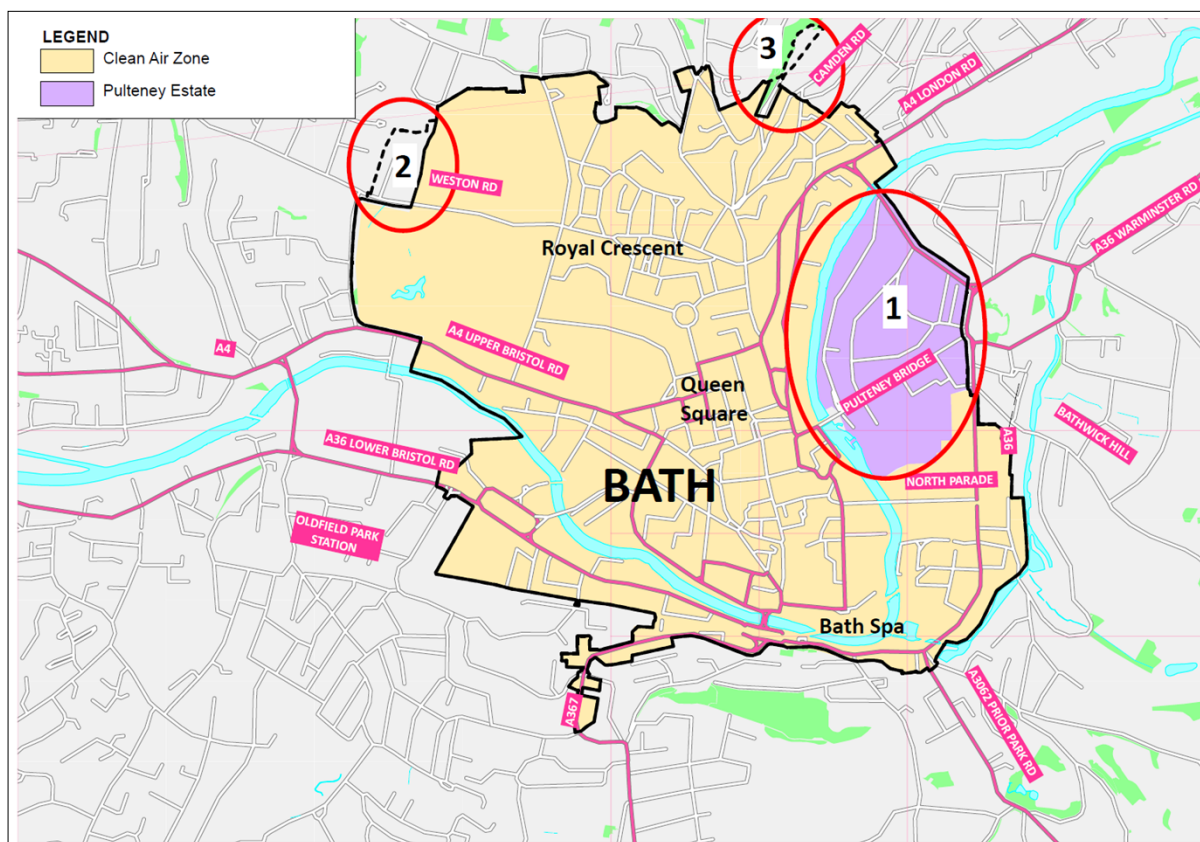 LEGEND
Clean Air Zone
Pulteney Estate
3
CAMDEN RD
A4 LONDON RD
2
WESTON RD
A36 WARMINSTER RD
Royal Crescent
1
A4
A4 UPPER BRISTOL RD
Queen
Square
PULTENEY BRIDGE
BATHWICK HILL
A36
A36 LOWER BRISTOL RD
BATH
NORTH PARADE
OLDFIELD PARK
STATION
Bath Spa
A367
A3062 PRIOR PARK RD